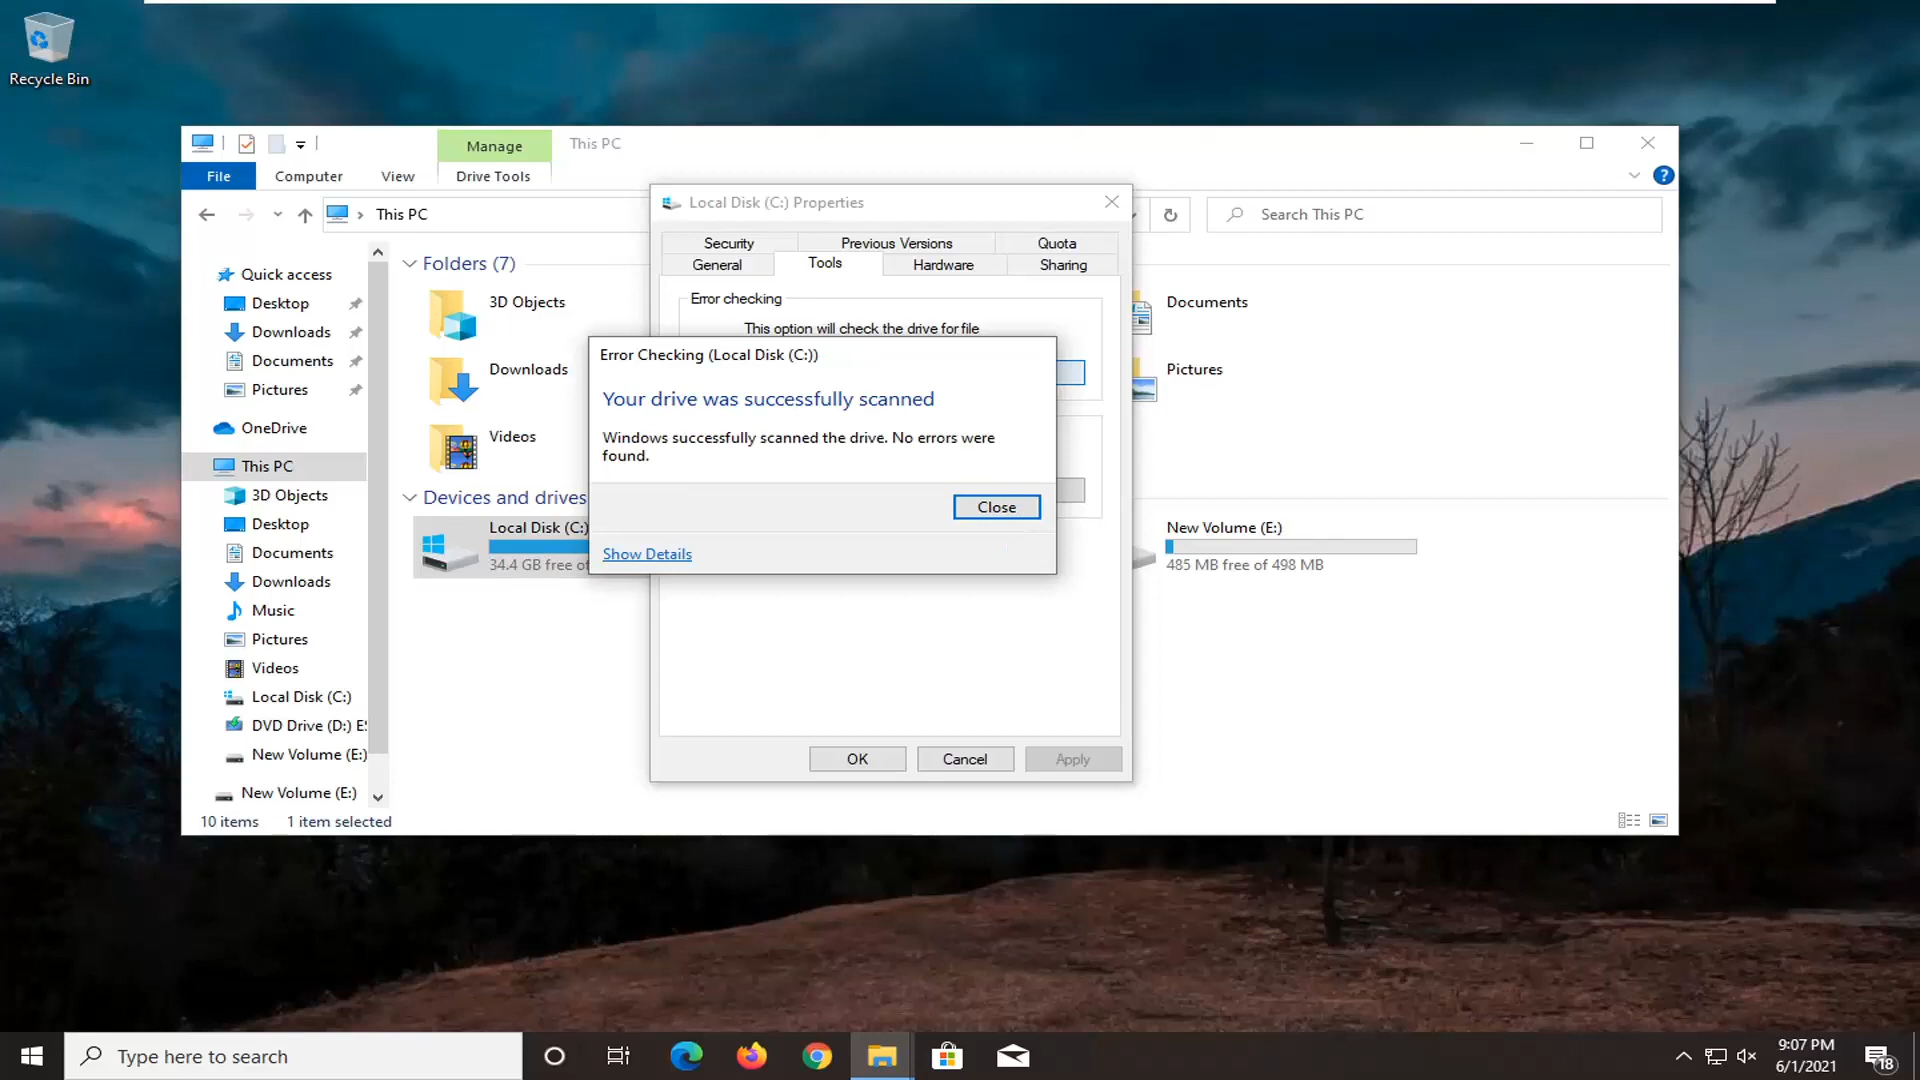 Recycle Bin
Manage
This PC
File
Computer
View
Drive Tools
This PC
Search This PC
Quick access
Desktop
Downloads
Documents
Pictures
OneDrive
This PC
3D Objects
Desktop
Documents
Downloads
Music
Pictures
Videos
Local Disk (C:)
DVD Drive (D:)
New Volume (E:)
New Volume (E:)
10 items
1 item selected
Folders (7)
3D Objects
Downloads
Videos
Documents
Pictures
Devices and drives
Local Disk (C:)
34.4 GB free
New Volume (E:)
485 MB free of 498 MB
Local Disk (C:) Properties
Security
Previous Versions
Quota
General
Tools
Hardware
Sharing
Error checking
This option will check the drive for file
Error Checking (Local Disk (C:))
Your drive was successfully scanned
Windows successfully scanned the drive. No errors were
found.
Close
Show Details
OK
Cancel
Apply
Type here to search
9:07 PM
6/1/2021
18